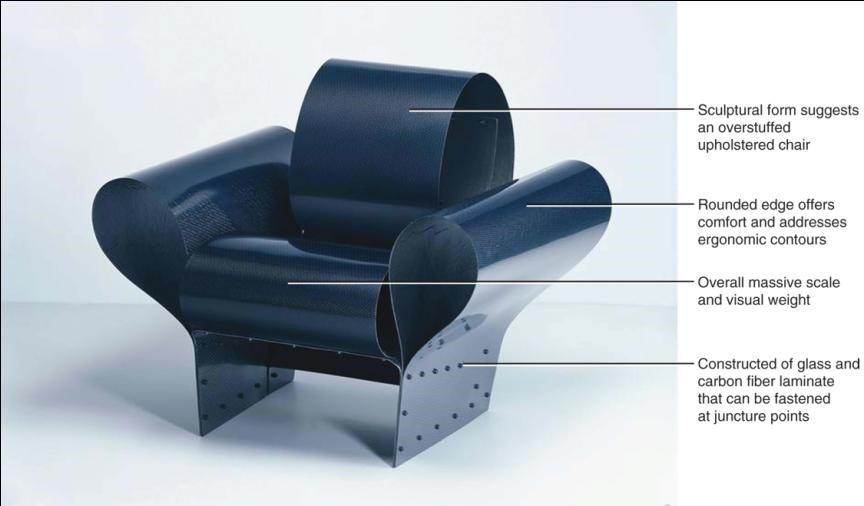 Sculptural form suggests
an overstuffed
upholstered chair
Rounded edge offers
comfort and addresses
ergonomic contours
Overall massive scale
and visual weight
Constructed of glass and
carbon fiber laminate
that can be fastened
at juncture points